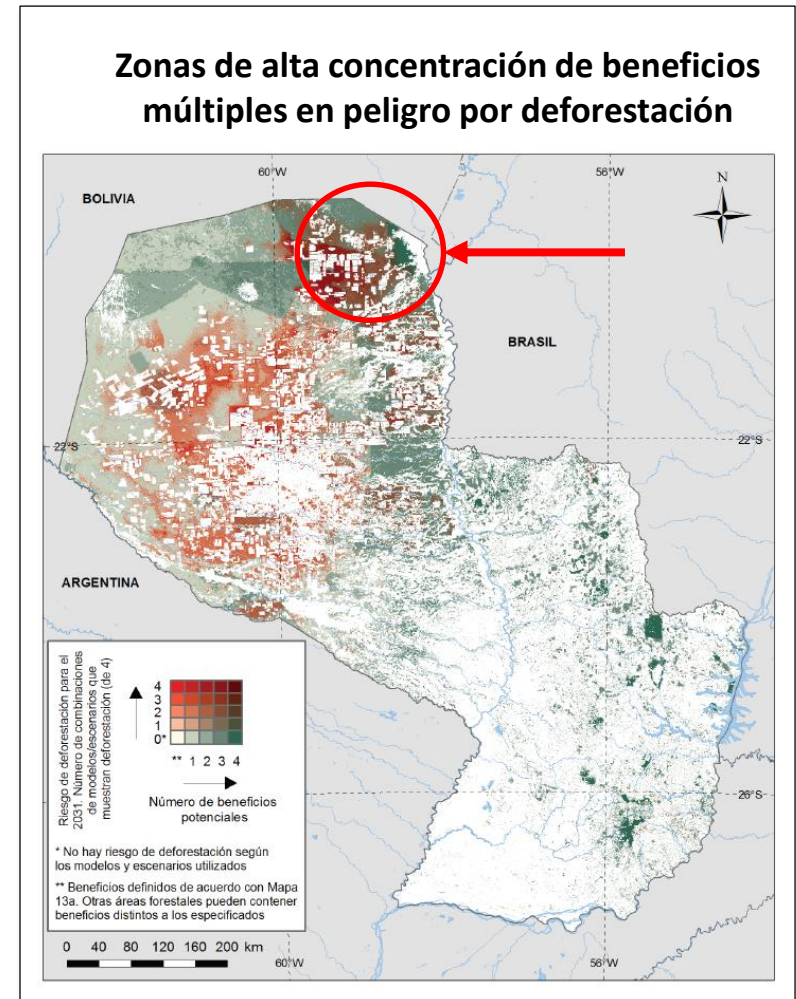 Zonas de alta concentración de beneficios
múltiples en peligro por deforestación
60°W
56°W
N
BOLIVIA
BRASIL
22°S
22°S
ARGENTINA
Riesgo de deforestación para el
2031. Número de combinaciones
de modelos/escenarios que
muestran deforestación (de 4)
4
3
2
1
0*
** 1 2 3 4
Número de beneficios
potenciales
* No hay riesgo de deforestación según
los modelos y escenarios utilizados
** Beneficios definidos de acuerdo con Mapa
13a. Otras áreas forestales pueden contener
beneficios distintos a los especificados
26°S
0 40 80 120 160 200 km
60°W
56°W